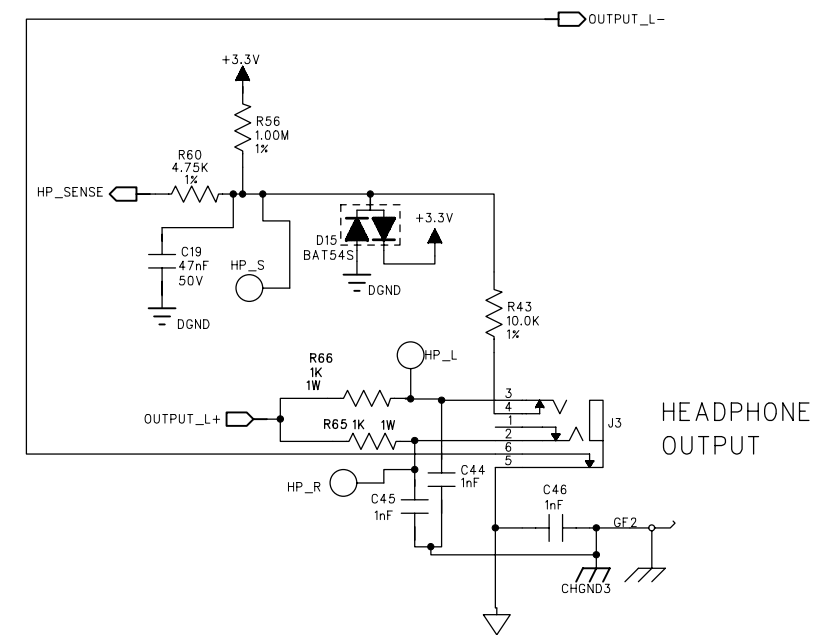 OUTPUT_L-
+3.3V
R56
1.00M
1%
R60
4.75K
1%
HP_SENSE
+3.3V
D15
BAT54S
C19
47nF
50V
HP_S
DGND
DGND
R43
10.0K
1%
R66
1K
1W
HP_L
3
4
1
2
6
5
J3
HEADPHONE
OUTPUT
OUTPUT_L+
R65 1K 1W
HP_R
C44
1nF
C45
1nF
C46
1nF
GF2
CHGND3